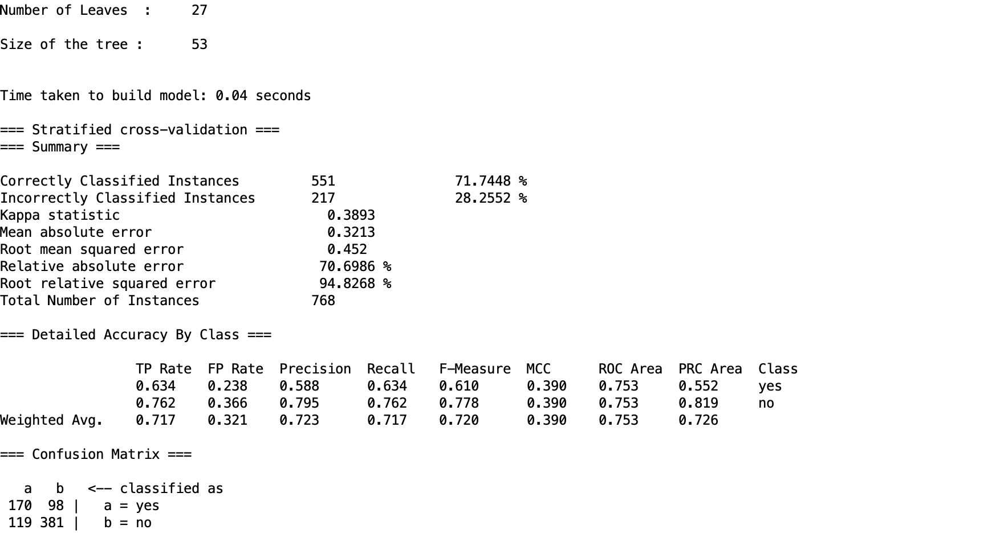 Number of Leaves  :     27
Size of the tree :      53
Time taken to build model: 0.04 seconds
=== Stratified cross-validation ===
=== Summary ===
Correctly Classified Instances         551               71.7448 %
Incorrectly Classified Instances       217               28.2552 %
Kappa statistic                          0.3893
Mean absolute error                      0.3213
Root mean squared error                  0.452
Relative absolute error                 70.6986 %
Root relative squared error             94.8268 %
Total Number of Instances              768
=== Detailed Accuracy By Class ===
                 TP Rate  FP Rate  Precision  Recall   F-Measure  MCC      ROC Area  PRC Area  Class
                 0.634    0.238    0.588      0.634    0.610      0.390    0.753     0.552     yes
                 0.762    0.366    0.795      0.762    0.778      0.390    0.753     0.819     no
Weighted Avg.    0.717    0.321    0.723      0.717    0.720      0.390    0.753     0.726
=== Confusion Matrix ===
   a   b   <-- classified as
 170  98 |   a = yes
 119 381 |   b = no